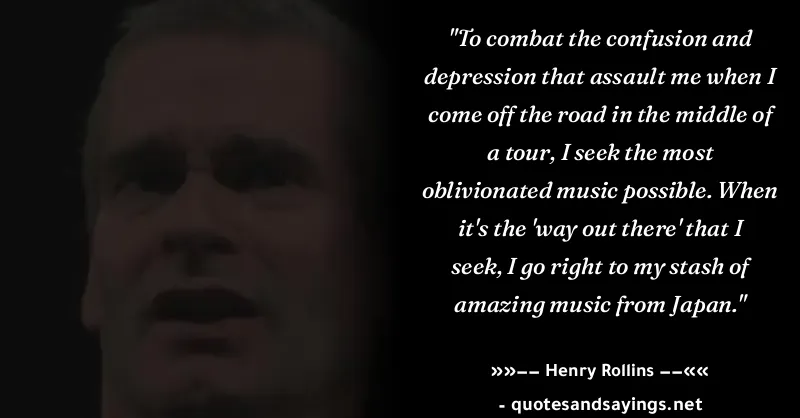 "To combat the confusion and
depression that assault me when I
come off the road in the middle of
a tour, I seek the most
oblivionated music possible. When
it's the 'way out there' that I
seek, I go right to my stash of
amazing music from Japan."
»»−− Henry Rollins −−««
- quotesandsayings.net